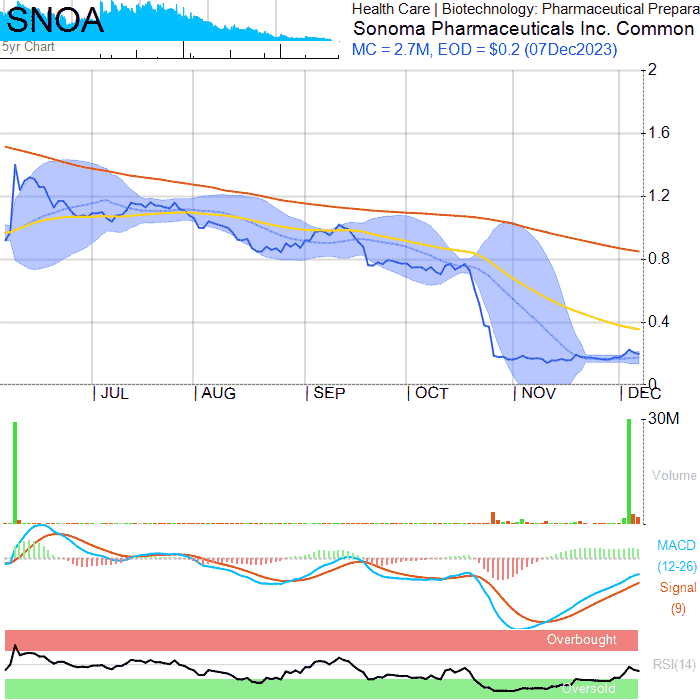 SNOA
5yr Chart
Health Care | Biotechnology: Pharmaceutical Prepara
Sonoma Pharmaceuticals Inc. Common
MC = 2.7M, EOD = $0.2 (07Dec2023)
2
1.6
1.2
0.8
0.4
0
JUL AUG SEP OCT NOV DEC
30M
Volume
MACD
(12-26)
Signal
(9)
Overbought
RSI(14)
Oversold